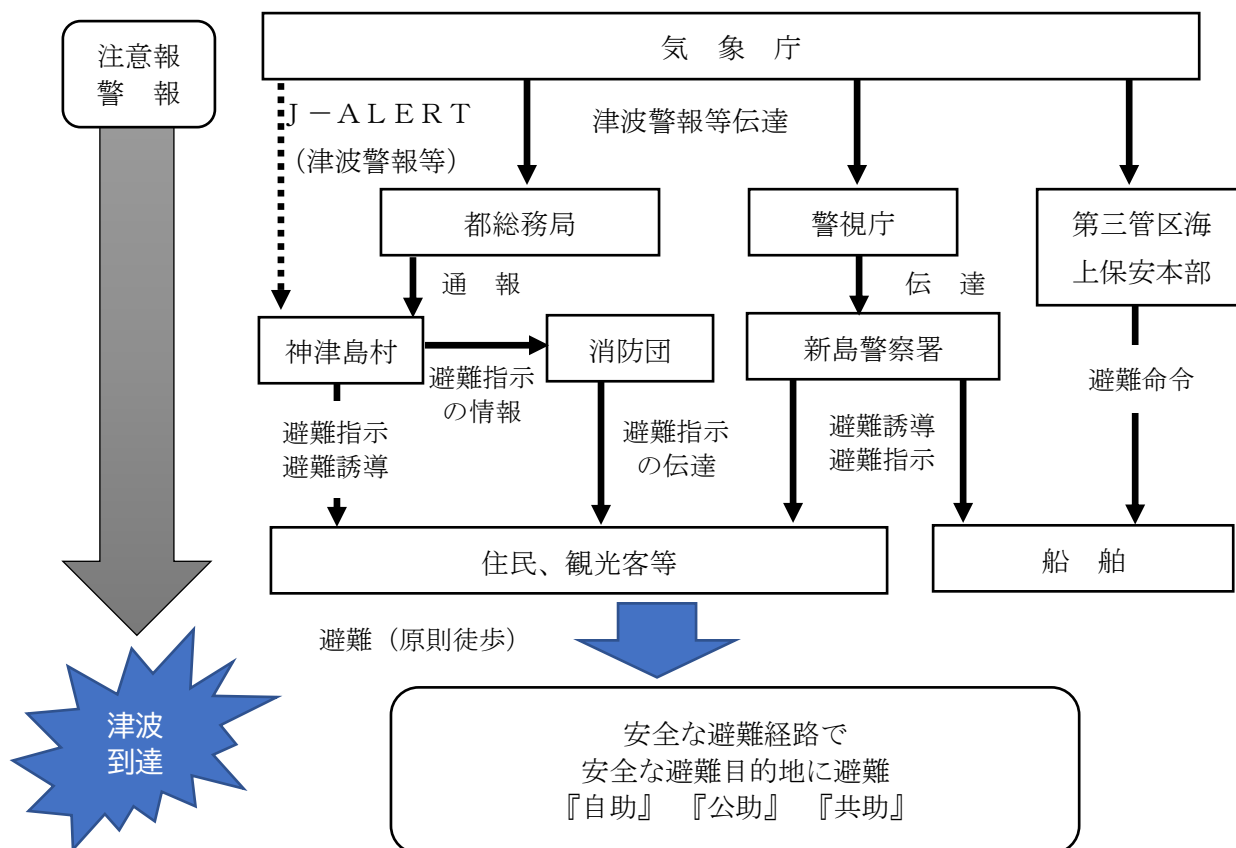 注意報
警　報
気　象　庁
Ｊ－ＡＬＥＲＴ
（津波警報等）
津波警報等伝達
都総務局
警視庁
第三管区海
上保安本部
通　報
伝　達
神津島村
消防団
新島警察署
避難指示
の情報
避難命令
避難指示
避難誘導
避難指示
の伝達
避難誘導
避難指示
住民、観光客等
船　舶
避難（原則徒歩）
津波
到達
安全な避難経路で
安全な避難目的地に避難
『自助』　『公助』　『共助』